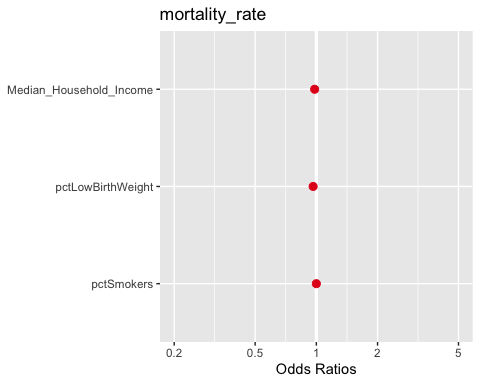 mortality_rate
Median_Household_Income
pctLowBirthWeight
pctSmokers
0.2 0.5 1 2 5
Odds Ratios